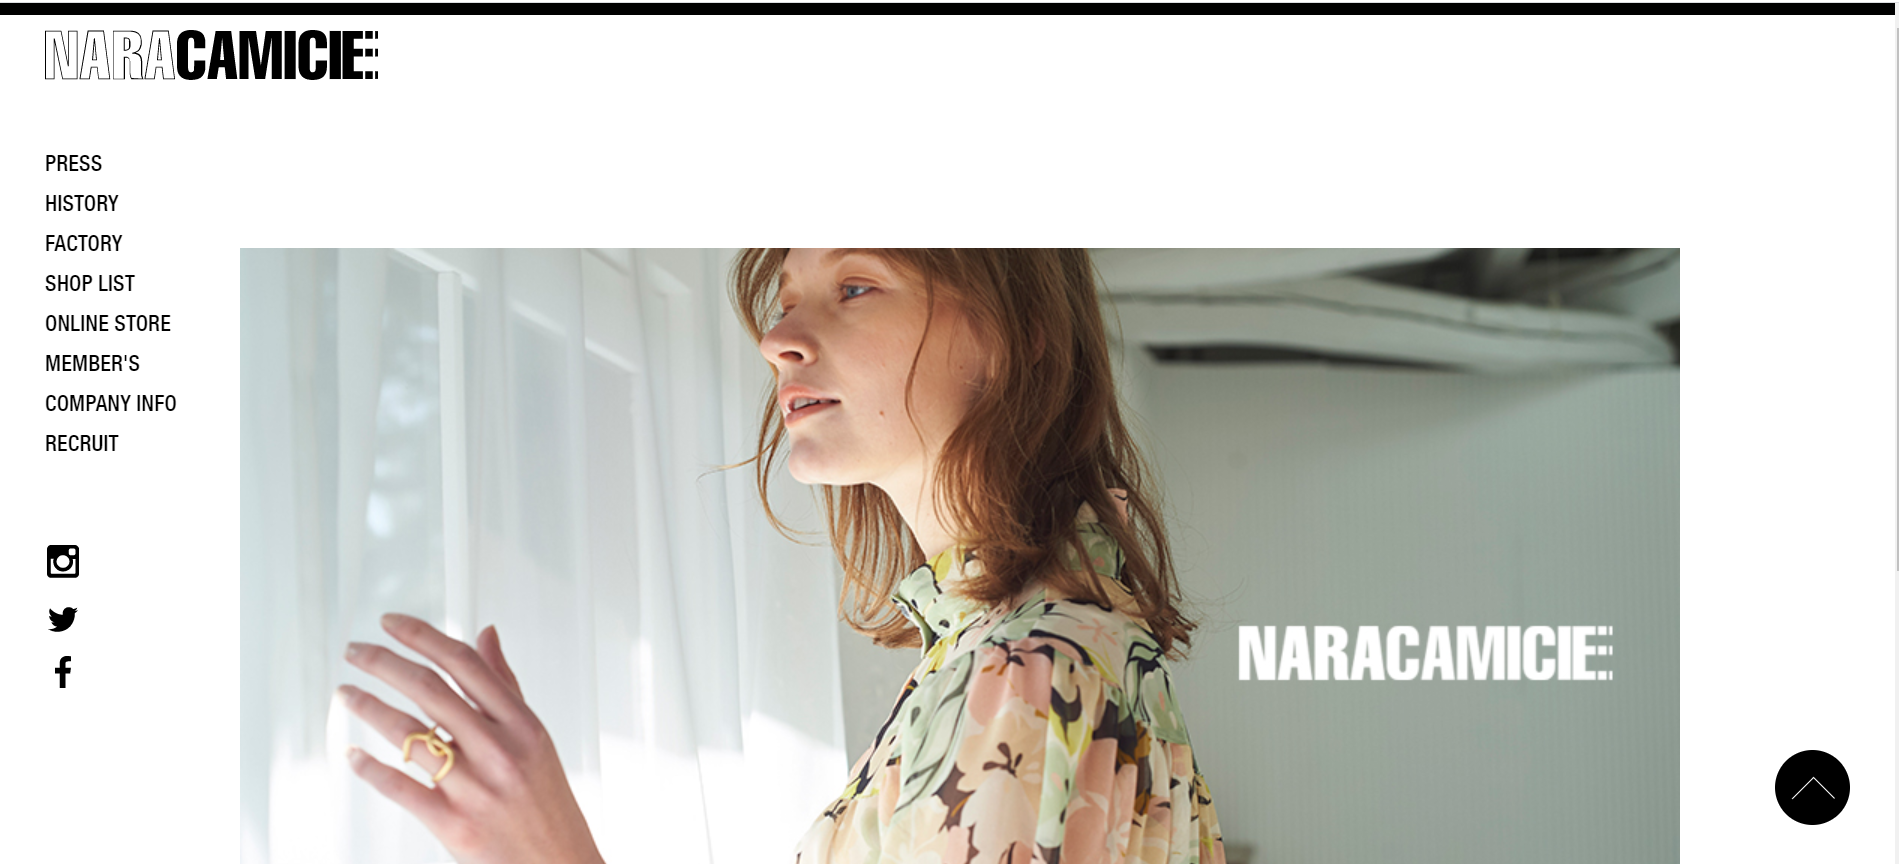 NARACAMICIE
PRESS
HISTORY
FACTORY
SHOP LIST
ONLINE STORE
MEMBER'S
COMPANY INFO
RECRUIT
NARACAMICIE